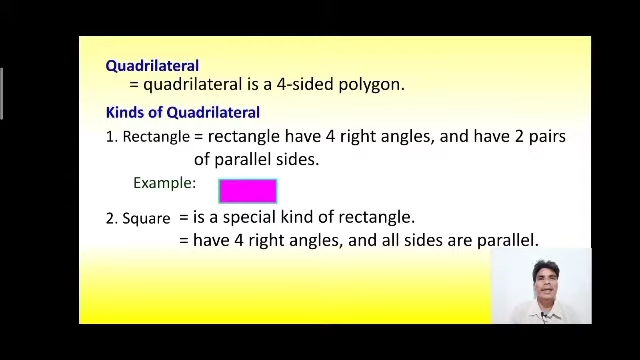 Quadrilateral
= quadrilateral is a 4-sided polygon.
Kinds of Quadrilateral
1. Rectangle = rectangle have 4 right angles, and have 2 pairs
of parallel sides.
Example:
2. Square = is a special kind of rectangle.
= have 4 right angles, and all sides are parallel.